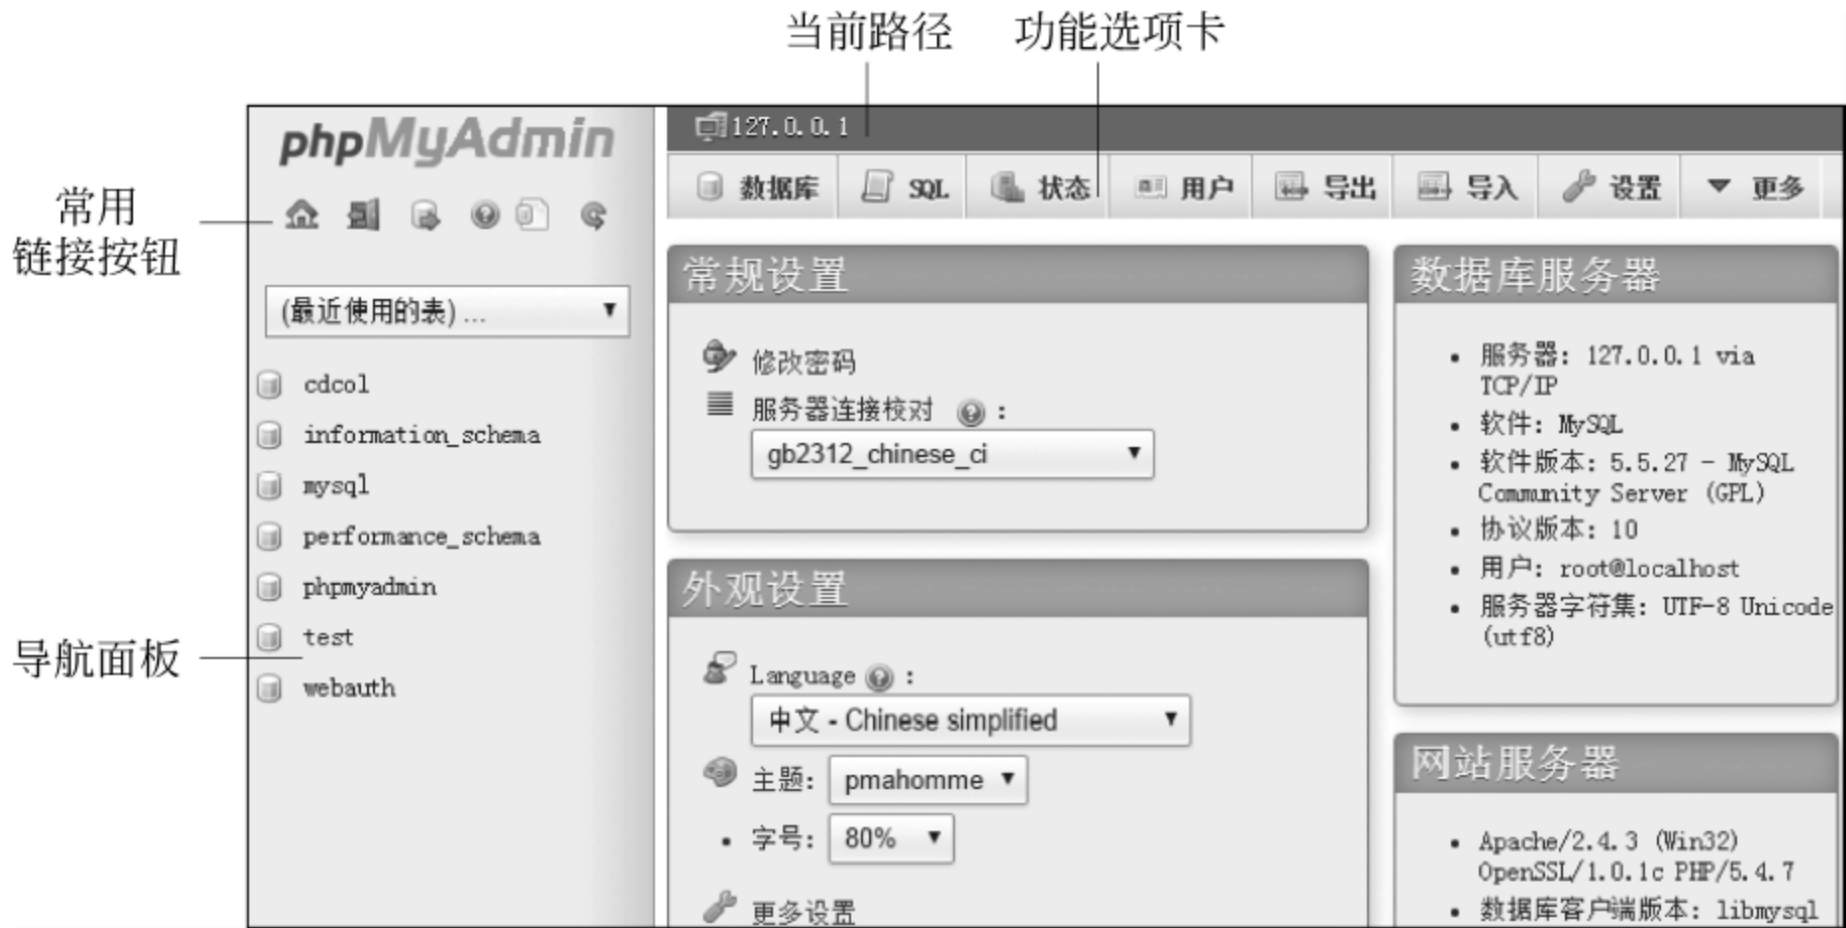 当前路径
功能选项卡
常用
链接按钮
导航面板
phpMyAdmin
(最近使用的表) ...
cdcol
information_schema
mysql
performance_schema
phpmyadmin
test
webauth
127.0.0.1
数据库 SQL 状态 用户 导出 导入 设置 更多
常规设置
修改密码
服务器连接校对 :
gb2312_chinese_ci
外观设置
Language :
中文 - Chinese simplified
主题: pmahomme
• 字号: 80%
更多设置
数据库服务器
• 服务器: 127.0.0.1 via
TCP/IP
• 软件: MySQL
• 软件版本: 5.5.27 - MySQL
Community Server (GPL)
• 协议版本: 10
• 用户: root@localhost
• 服务器字符集: UTF-8 Unicode
(utf8)
网站服务器
• Apache/2.4.3 (Win32)
OpenSSL/1.0.1c PHP/5.4.7
• 数据库客户端版本: libmysql